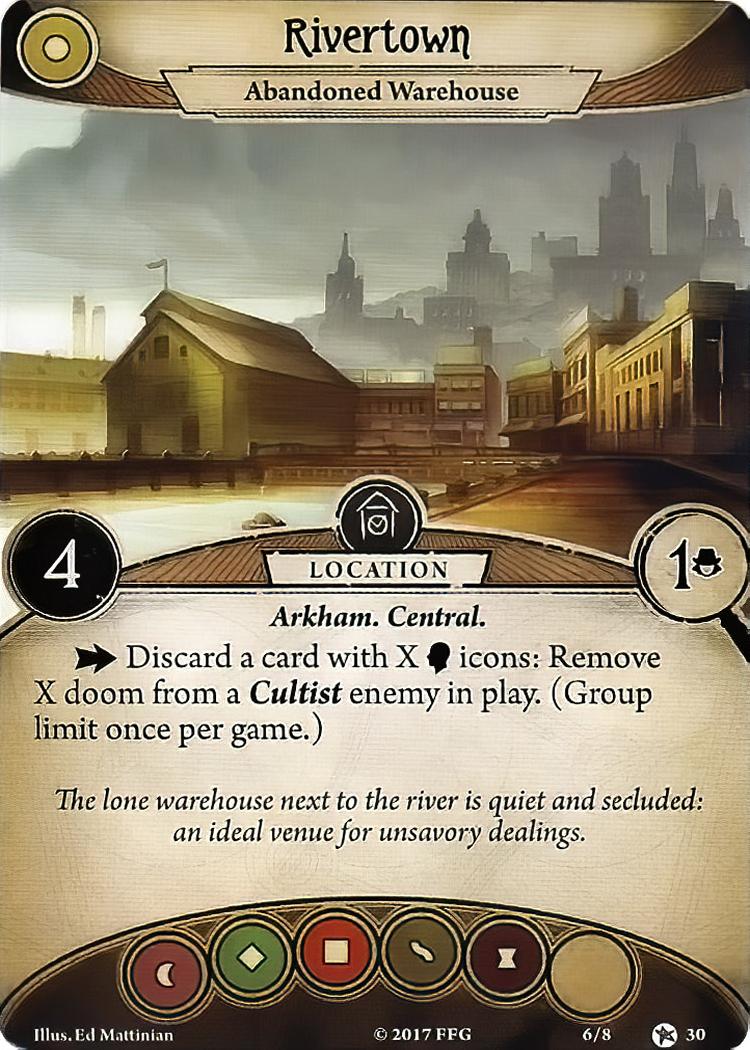 Rivertown
Abandoned Warehouse
4
LOCATION
1
Arkham. Central.
Discard a card with X icons: Remove
X doom from a Cultist enemy in play. (Group
limit once per game.)
The lone warehouse next to the river is quiet and secluded:
an ideal venue for unsavory dealings.
Illus. Ed Mattinian
© 2017 FFG
6/8
30